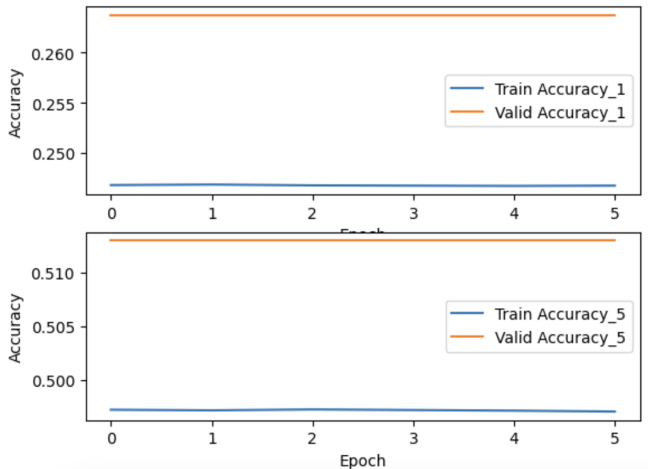 0.260
0.255
0.250
Accuracy
Train Accuracy_1
Valid Accuracy_1
0 1 2 3 4 5
Epoch
0.510
0.505
0.500
Accuracy
Train Accuracy_5
Valid Accuracy_5
0 1 2 3 4 5
Epoch